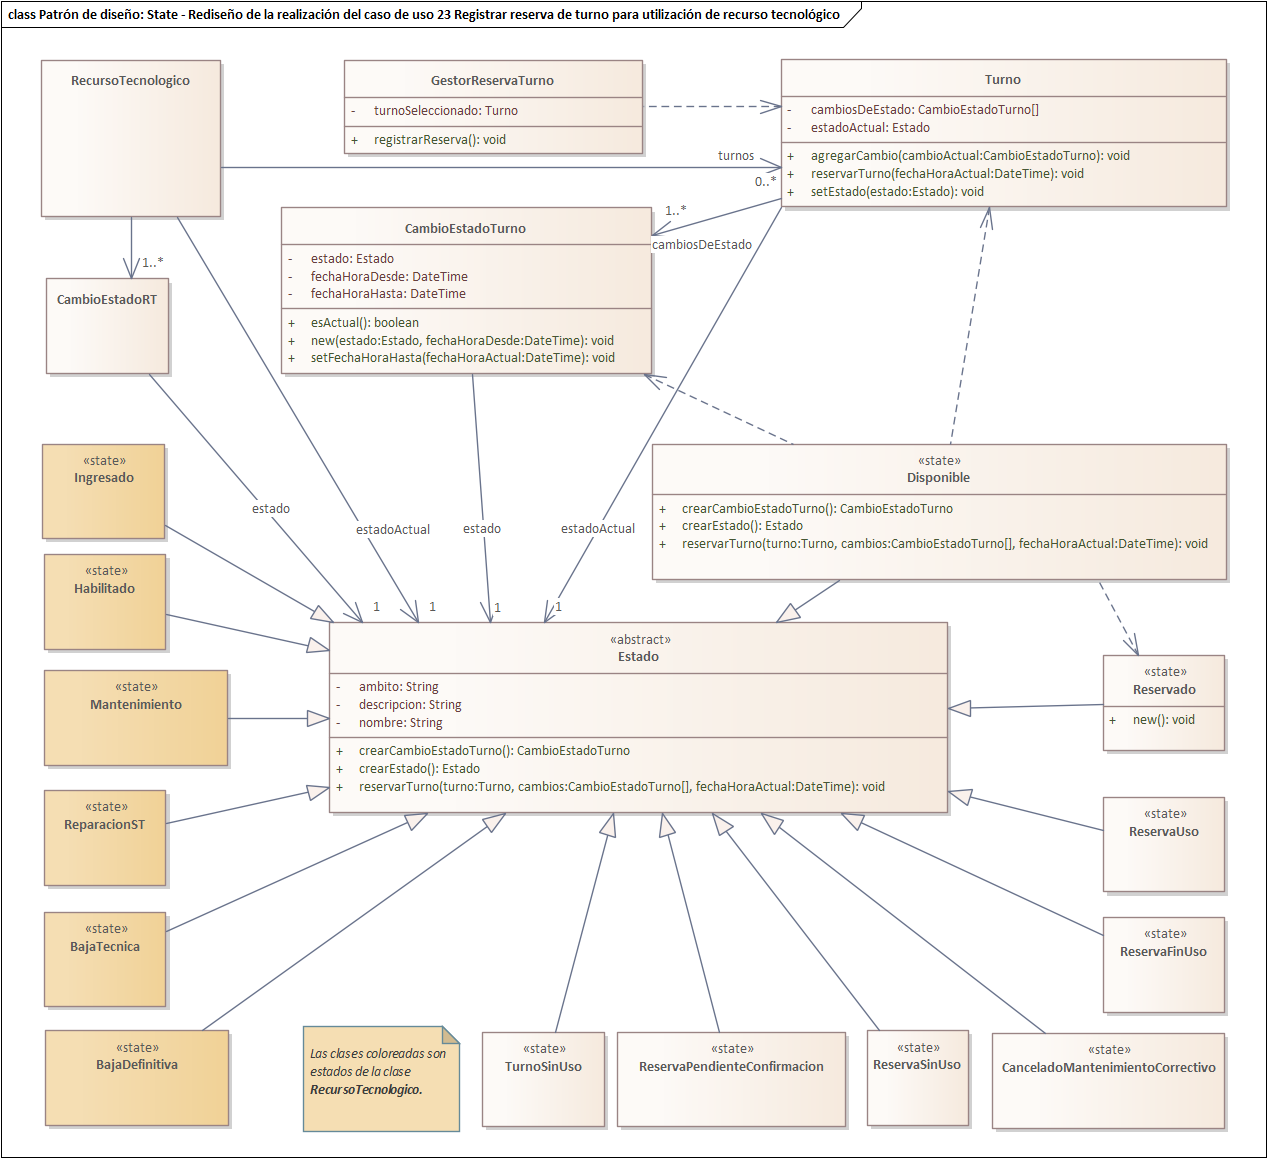 class Patrón de diseño: State - Rediseño de la realización del caso de uso 23 Registrar reserva de turno para utilización de recurso tecnológico
RecursoTecnologico
GestorReservaTurno
- turnoSeleccionado: Turno
+ registrarReserva(): void
Turno
- cambiosDeEstado: CambioEstadoTurno[]
- estadoActual: Estado
+ agregarCambio(cambioActual:CambioEstadoTurno): void
+ reservarTurno(fechaHoraActual:DateTime): void
+ setEstado(estado:Estado): void
turnos
0..*
1..*
cambiosDeEstado
CambioEstadoTurno
- estado: Estado
- fechaHoraDesde: DateTime
- fechaHoraHasta: DateTime
+ esActual(): boolean
+ new(estado:Estado, fechaHoraDesde:DateTime): void
+ setFechaHoraHasta(fechaHoraActual:DateTime): void
1..*
CambioEstadoRT
«state»
Ingresado
«state»
Disponible
+ crearCambioEstadoTurno(): CambioEstadoTurno
+ crearEstado(): Estado
+ reservarTurno(turno:Turno, cambios:CambioEstadoTurno[], fechaHoraActual:DateTime): void
estado
estadoActual
estado
estadoActual
1
1
1
1
«state»
Habilitado
«abstract»
Estado
- ambito: String
- descripcion: String
- nombre: String
+ crearCambioEstadoTurno(): CambioEstadoTurno
+ crearEstado(): Estado
+ reservarTurno(turno:Turno, cambios:CambioEstadoTurno[], fechaHoraActual:DateTime): void
«state»
Reservado
+ new(): void
«state»
Mantenimiento
«state»
ReparacionST
«state»
ReservaUso
«state»
BajaTecnica
«state»
ReservaFinUso
«state»
BajaDefinitiva
Las clases coloreadas son
estados de la clase
RecursoTecnologico.
«state»
TurnoSinUso
«state»
ReservaPendienteConfirmacion
«state»
ReservaSinUso
«state»
CanceladoMantenimientoCorrectivo